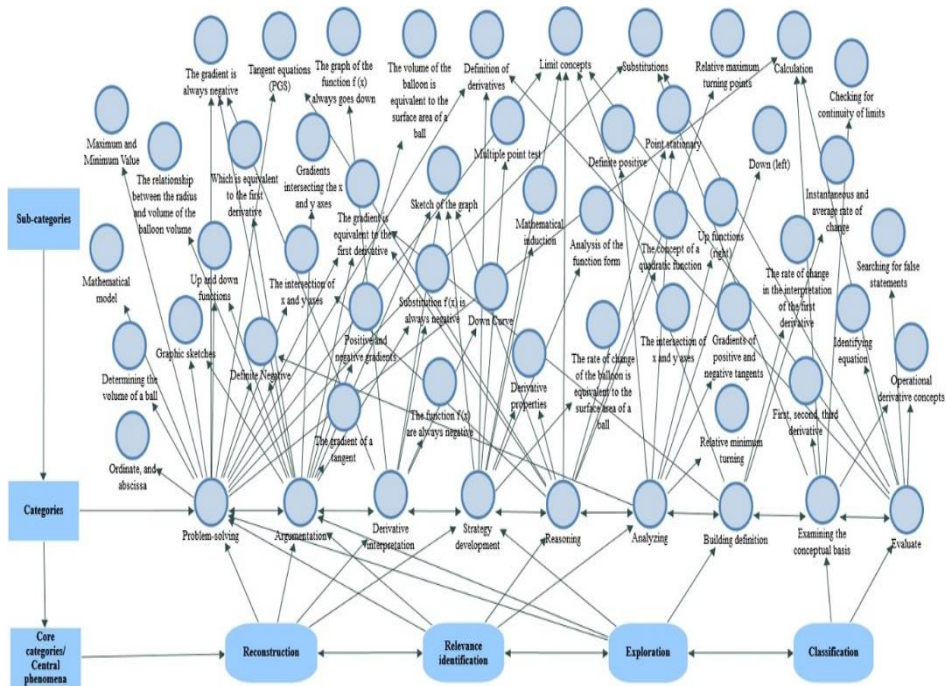 The gradient is
always negative
Tangent equations
(PGS)
The graph of the
function f (x)
always goes down
The volume of the
balloon is
equivalent to the
surface area of a
ball
Definition of
derivatives
Limit concepts
Substitutions
Relative maximum
turning points
Calculation
Checking for
continuity of limits
Maximum and
Minimum Value
The relationship
between the radius
and volume of the
balloon volume
Which is equivalent
to the first
derivative
Gradients
intersecting the x
and y axes
The gradient is
equivalent to the
first derivative
Sketch of the graph
Multiple point test
Mathematical
induction
Definite positive
Point stationary
Down (left)
Instantaneous and
average rate of
change
Sub-categories
Mathematical
model
Up and down
functions
The intersection of
x and y axes
Substitution f(x) is
always negative
Analysis of the
function form
The concept of a
quadratic function
Up functions
(right)
The rate of change
in the interpretation
of the first
derivative
Searching for false
statements
Determining the
volume of a ball
Graphic sketches
Definite Negative
Positive and
negative gradients
Down Curve
Derivative
properties
The rate of change
of the balloon is
equivalent to the
surface area of a
ball
The intersection of
x and y axes
Gradients of
positive and
negative tangents
First, second, third
derivative
Identifying
equation
Operational
derivative concepts
Ordinate, and
abscissa
The gradient of a
tangent
The function f (x)
are always negative
Relative minimum
turning
Categories
Problem-solving
Argumentation
Derivative
interpretation
Strategy
development
Reasoning
Analyzing
Building definition
Examining the
conceptual basis
Evaluate
Core
categories/
Central
phenomena
Reconstruction
Relevance
identification
Exploration
Classification